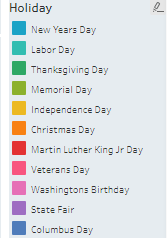 Holiday
New Years Day
Labor Day
Thanksgiving Day
Memorial Day
Independence Day
Christmas Day
Martin Luther King Jr Day
Veterans Day
Washingtons Birthday
State Fair
Columbus Day